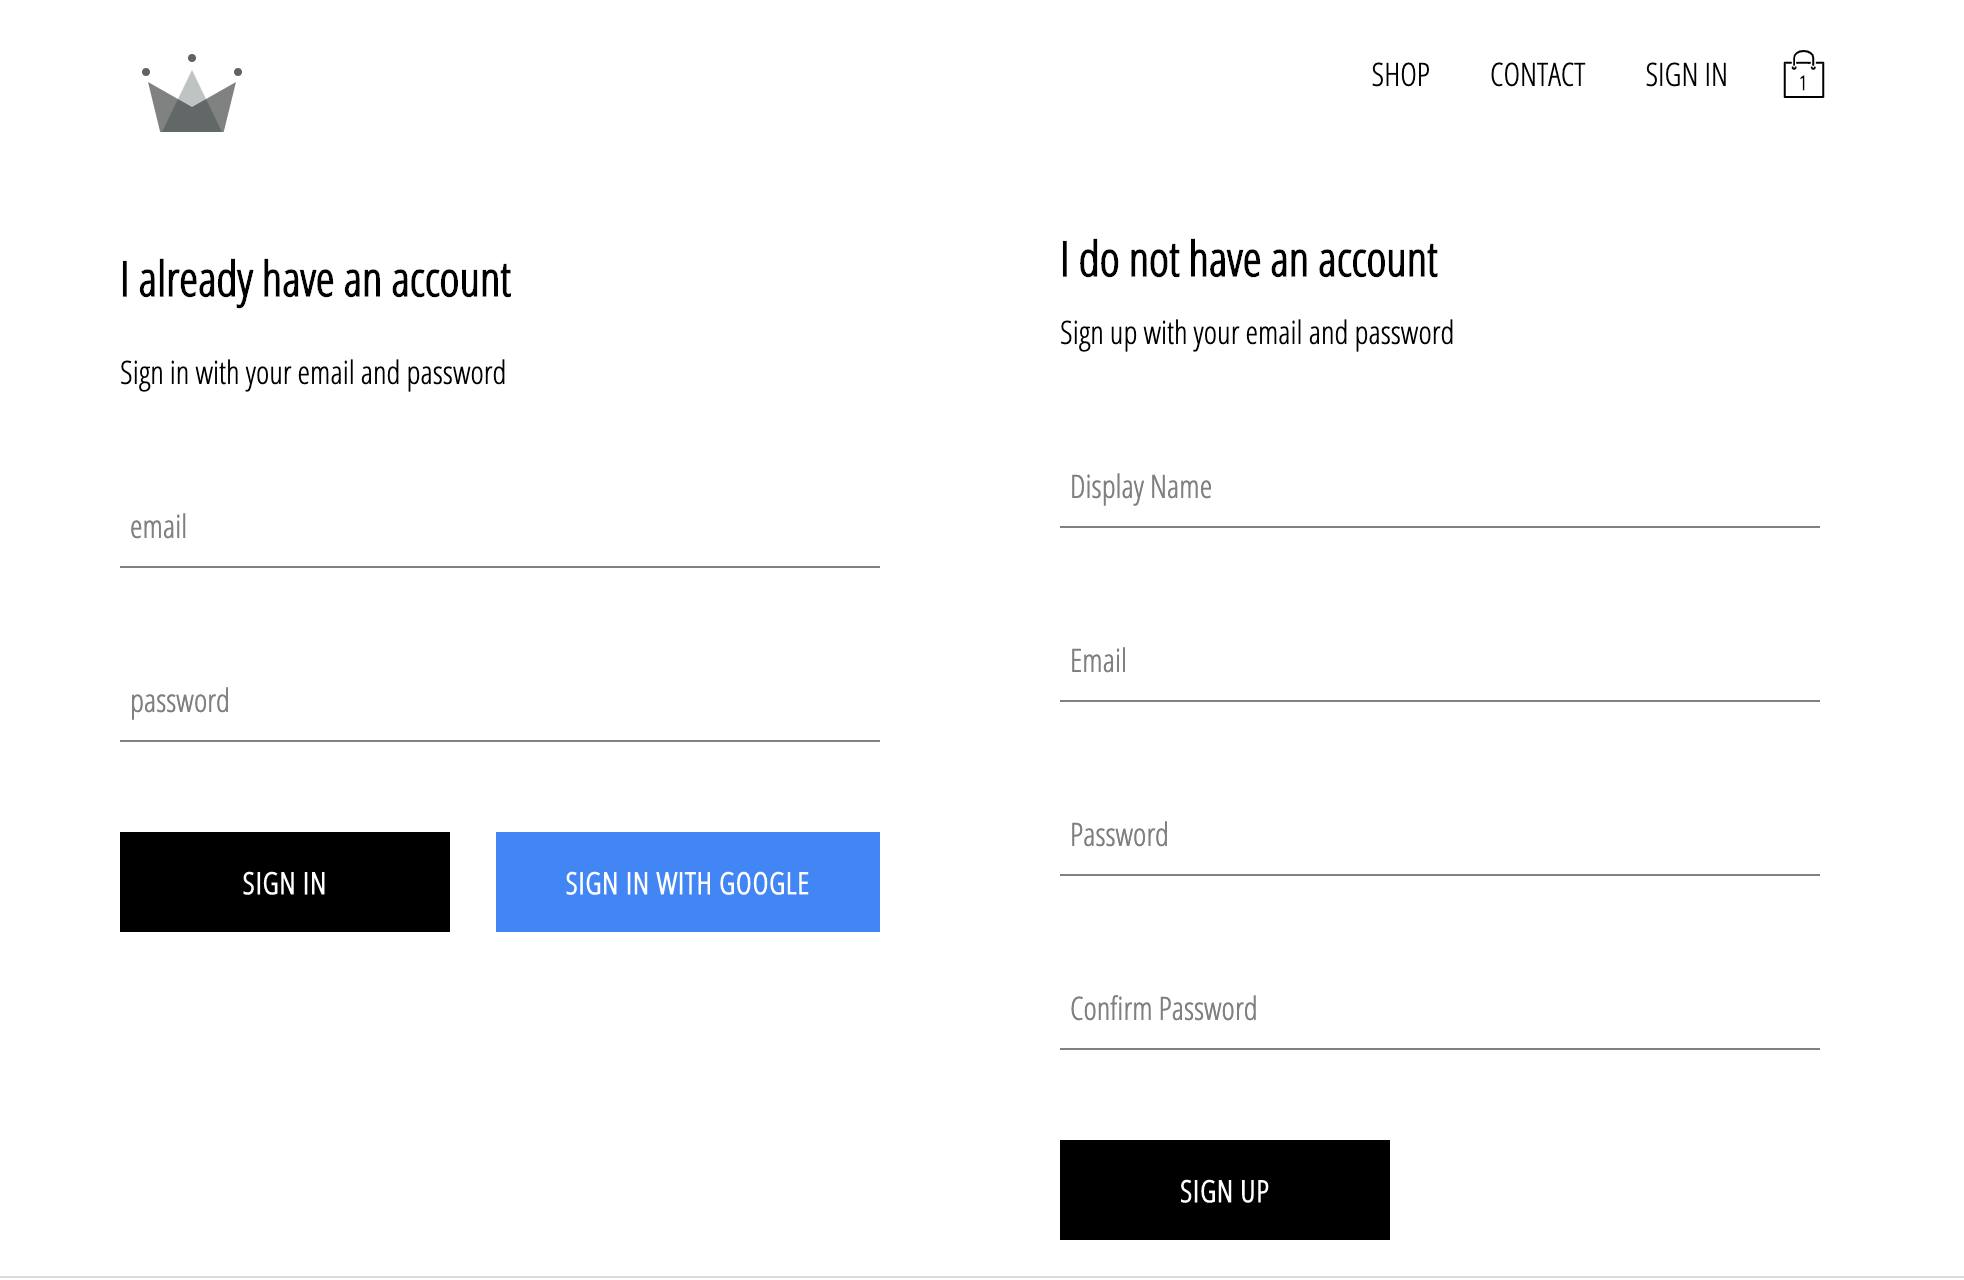 SHOP
CONTACT
SIGN IN
1
I already have an account
Sign in with your email and password
email
password
SIGN IN
SIGN IN WITH GOOGLE
I do not have an account
Sign up with your email and password
Display Name
Email
Password
Confirm Password
SIGN UP